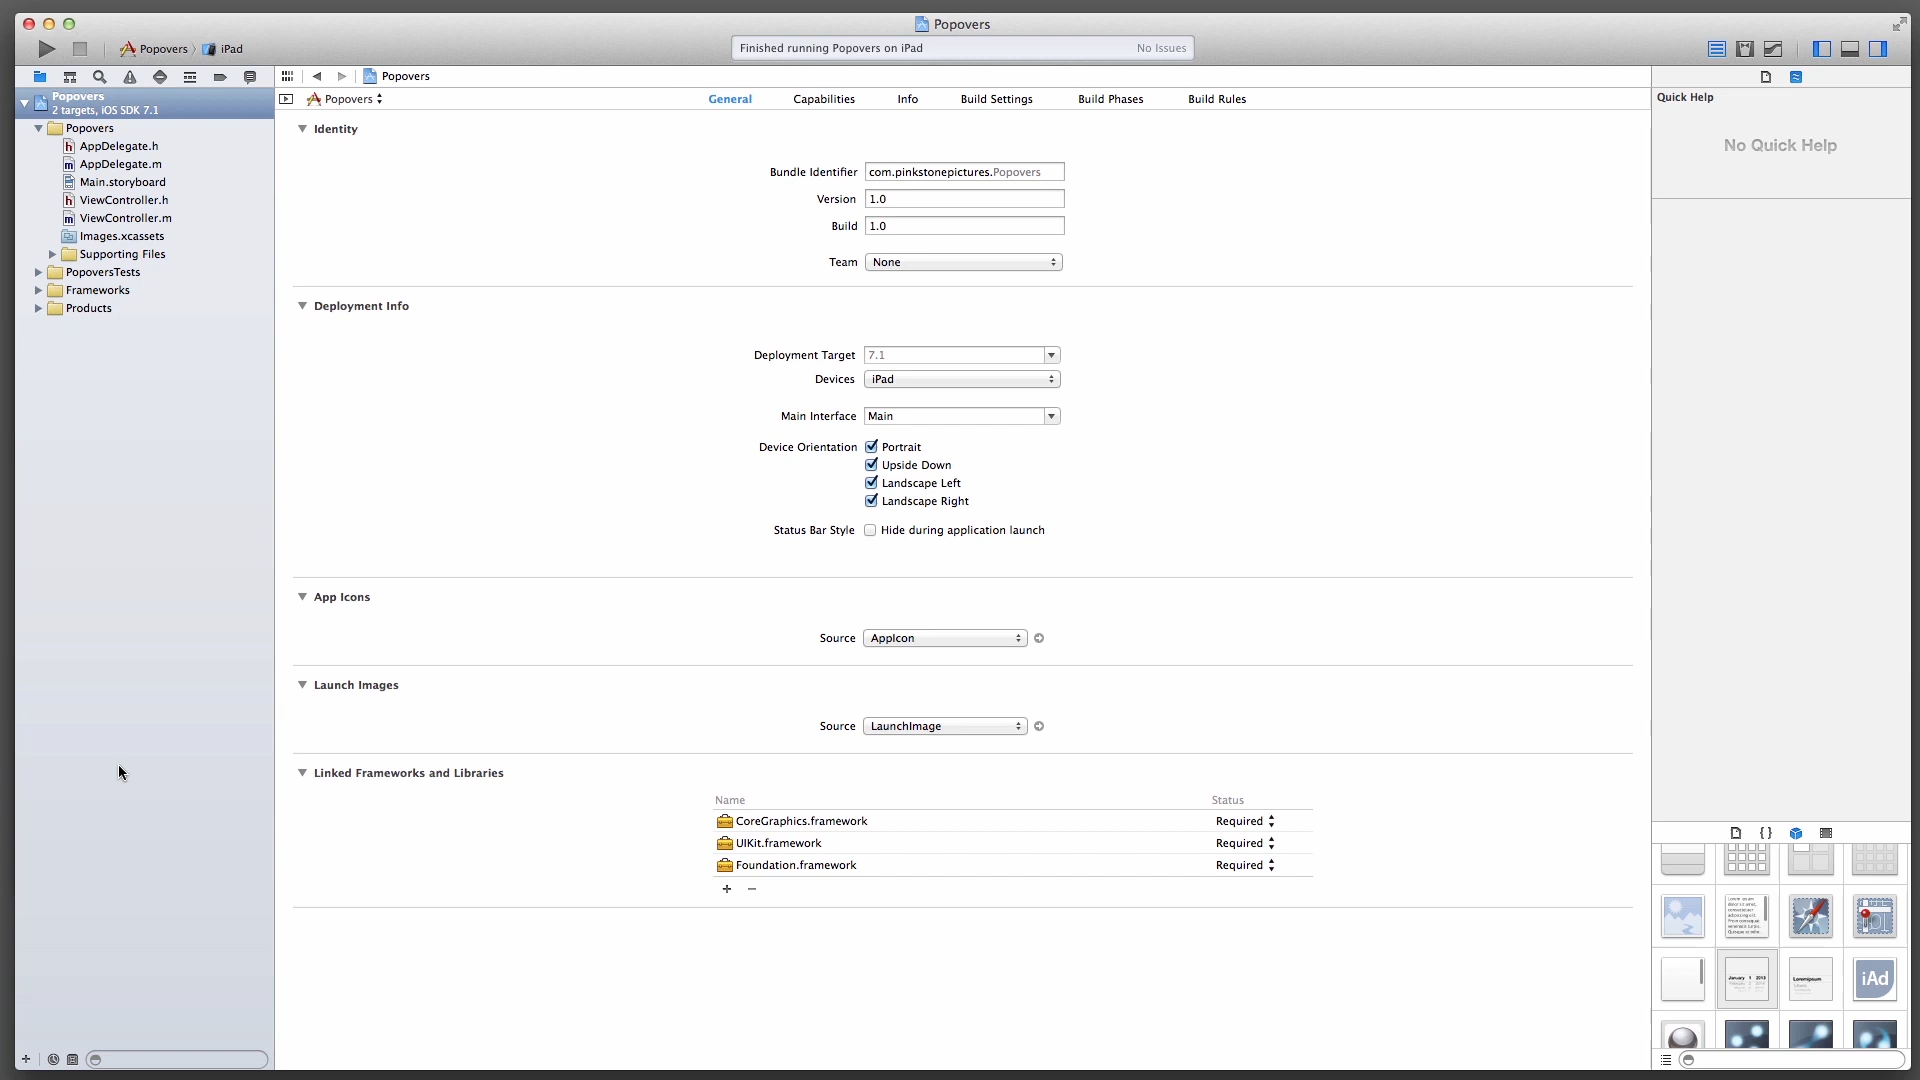 Popovers
Popovers iPad
Finished running Popovers on iPad No Issues
Popovers
Popovers
2 targets, iOS SDK 7.1
Popovers
AppDelegate.h
AppDelegate.m
Main.storyboard
ViewController.h
ViewController.m
Images.xcassets
Supporting Files
PopoversTests
Frameworks
Products
Popovers
General Capabilities Info Build Settings Build Phases Build Rules
Identity
Bundle Identifier com.pinkstonepictures.Popovers
Version 1.0
Build 1.0
Team None
Deployment Info
Deployment Target 7.1
Devices iPad
Main Interface Main
Device Orientation Portrait
Upside Down
Landscape Left
Landscape Right
Status Bar Style Hide during application launch
App Icons
Source AppIcon
Launch Images
Source LaunchImage
Linked Frameworks and Libraries
Name Status
CoreGraphics.framework Required
UIKit.framework Required
Foundation.framework Required
Quick Help
No Quick Help
{ }
iAd